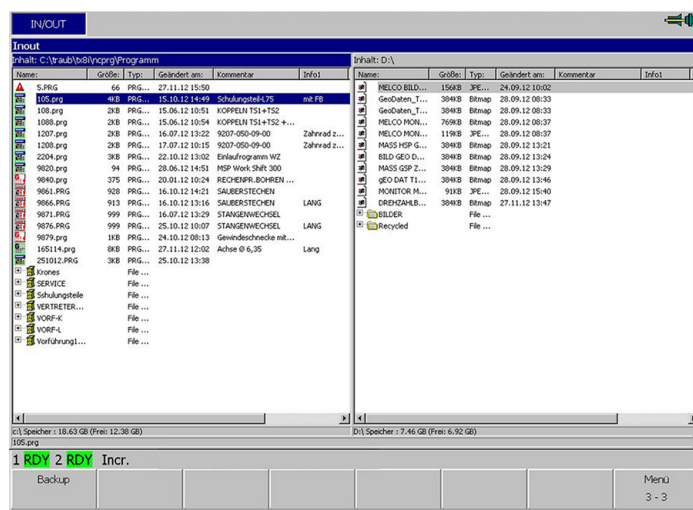 IN/OUT
Inout
Inhalt: C:\traub\tx8i\ncprg\Programm
Name: Größe: Typ: Geändert am: Kommentar Info1
S.PRG 66 PRG... 27.11.12 15:50
105.prg 4KB PRG... 15.10.12 14:49 Schulungsteil-L75 mit FB
108.prg 2KB PRG... 15.06.12 10:51 KOPPELN TS1+TS2
1088.prg 2KB PRG... 15.06.12 10:54 KOPPELN TS1+TS2 +...
1207.prg 2KB PRG... 16.07.12 13:22 9207-050-09-00 Zahnrad z...
1208.prg 2KB PRG... 17.07.12 10:15 9207-050-09-00 Zahnrad z...
2204.prg 3KB PRG... 22.10.12 13:02 Einlaufrogramm WZ
9820.prg 94 PRG... 28.06.12 14:51 MSP Work Shift 300
9840.prg 375 PRG... 20.01.12 10:24 RECHENPR.BOHREN ...
9861.PRG 928 PRG... 16.10.12 14:21 SAUBERSTECHEN
9866.PRG 913 PRG... 16.10.12 13:16 SAUBERSTECHEN LANG
9871.PRG 999 PRG... 16.07.12 13:29 STANGENWECHSEL
9876.PRG 999 PRG... 25.10.12 10:07 STANGENWECHSEL LANG
9879.prg 1KB PRG... 24.10.12 08:13 Gewindeschnecke mit...
165114.prg 8KB PRG... 27.11.12 12:02 Achse Ø 6,35 Lang
251012.PRG 3KB PRG... 25.10.12 13:38
Krones File ...
SERVICE File ...
Sshulungsteile File ...
VERTRETER... File ...
VORF-K File ...
VORF-L File ...
Vorführung1... File ...
c:\ Speicher : 18.63 GB (Frei: 12.38 GB)
105.prg
Inhalt: D:\
Name: Größe: Typ: Geändert am: Kommentar Info1
MELCO BILD... 156KB JPE... 24.09.12 10:02
GeoDaten_T... 384KB Bitmap 28.09.12 08:33
GeoDaten_T... 384KB Bitmap 28.09.12 08:33
MELCO MON... 769KB Bitmap 28.09.12 08:37
MELCO MON... 119KB JPE... 28.09.12 08:37
MASS HSP G... 384KB Bitmap 28.09.12 13:21
BILD GEO D... 384KB Bitmap 28.09.12 13:24
MASS GSP Z... 384KB Bitmap 28.09.12 13:29
gEO DAT T1... 384KB Bitmap 28.09.12 13:46
MONITOR M... 91KB JPE... 28.09.12 15:40
DREHZAHLB... 384KB Bitmap 27.11.12 13:47
BILDER File ...
Recycled File ...
D:\ Speicher : 7.46 GB (Frei: 6.92 GB)
1 RDY 2 RDY Incr.
Backup
Menü
3 - 3